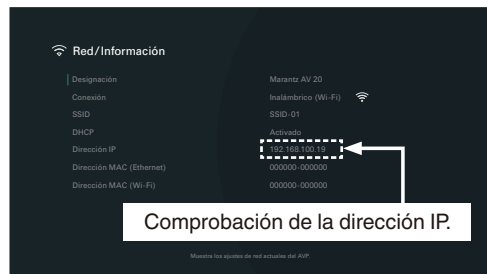 Red/Información
Designación Marantz AV 20
Conexión Inalámbrico (Wi-Fi)
SSID SSID-01
DHCP Activado
Dirección IP 192.168.100.19
Dirección MAC (Ethernet) 000000-000000
Dirección MAC (Wi-Fi) 000000-000000
Comprobación de la dirección IP.
Muestra los ajustes de red actuales del AVP.